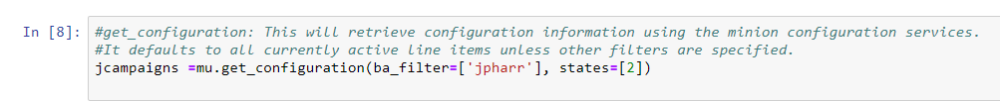 In [8]: #get_configuration: This will retrieve configuration information using the minion configuration services.
#It defaults to all currently active line items unless other filters are specified.
jcampaigns =mu.get_configuration(ba_filter=['jpharr'], states=[2])